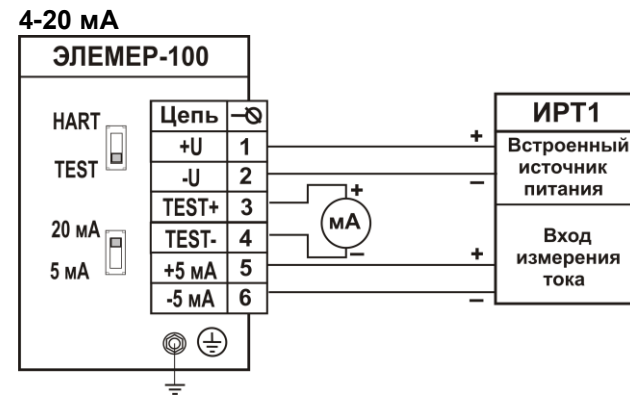 4-20 мА
ЭЛЕМЕР-100
HART
TEST
20 мА
5 мА
Цепь
+U 1
-U 2
TEST+ 3
TEST- 4
+5 мА 5
-5 мА 6
+
мА
–
+
–
+
–
ИРТ1
Встроенный
источник
питания
Вход
измерения
тока